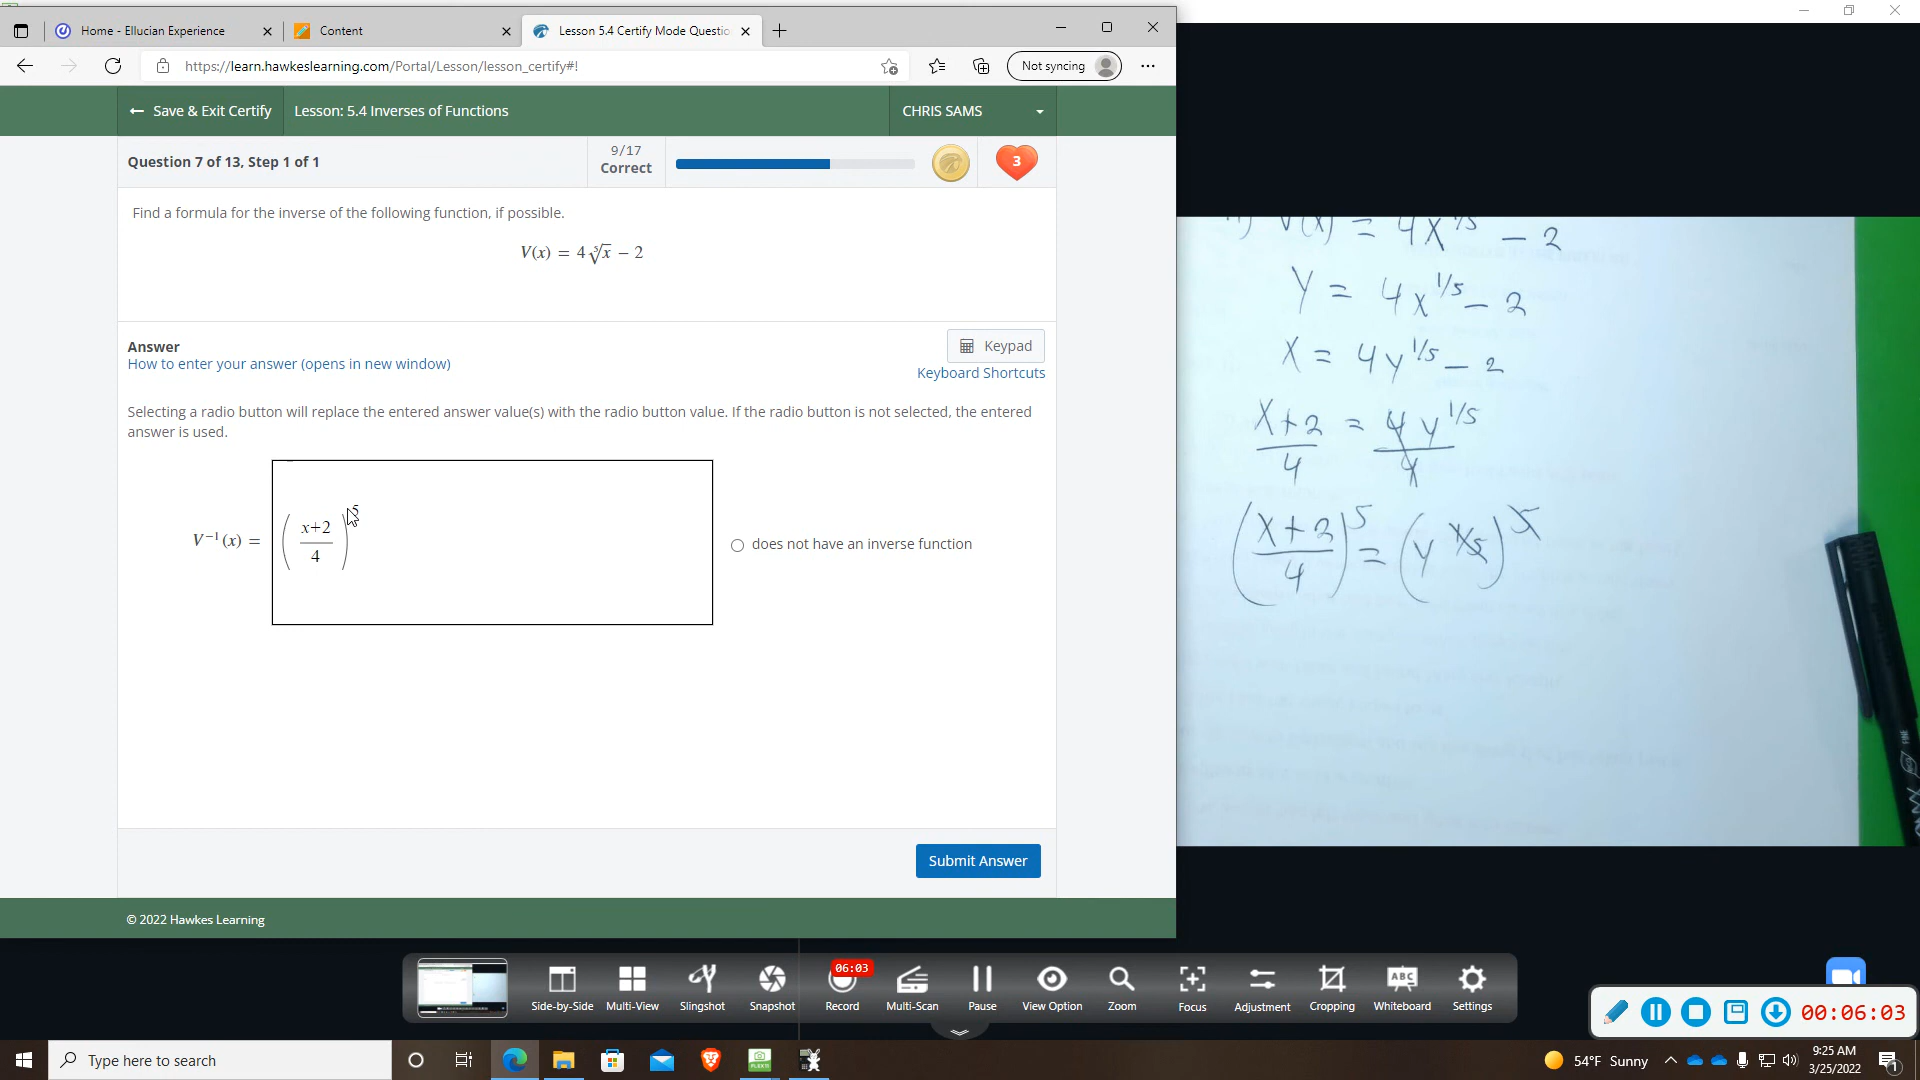 Home - Ellucian Experience
Content
Lesson 5.4 Certify Mode Questio
https://learn.hawkeslearning.com/Portal/Lesson/lesson_certify#!
Not syncing
Save & Exit Certify
Lesson: 5.4 Inverses of Functions
CHRIS SAMS
Question 7 of 13, Step 1 of 1
9/17
Correct
3
Find a formula for the inverse of the following function, if possible.
V(x) = 4⁵√x − 2
Answer
How to enter your answer (opens in new window)
Keypad
Keyboard Shortcuts
Selecting a radio button will replace the entered answer value(s) with the radio button value. If the radio button is not selected, the entered
answer is used.
V⁻¹(x) = ((x+2)/4)⁵
does not have an inverse function
Submit Answer
© 2022 Hawkes Learning
V(x) = 4x^1/5 − 2
Y = 4x^1/5 − 2
X = 4y^1/5 − 2
(X+2)/4 = 4y^1/5/4
((X+2)/4)^5 = (y^1/5)^5
06:03
Side-by-Side
Multi-View
Slingshot
Snapshot
Record
Multi-Scan
Pause
View Option
Zoom
Focus
Adjustment
Cropping
ABC
Whiteboard
Settings
00:06:03
Type here to search
54°F Sunny
9:25 AM
3/25/2022
1